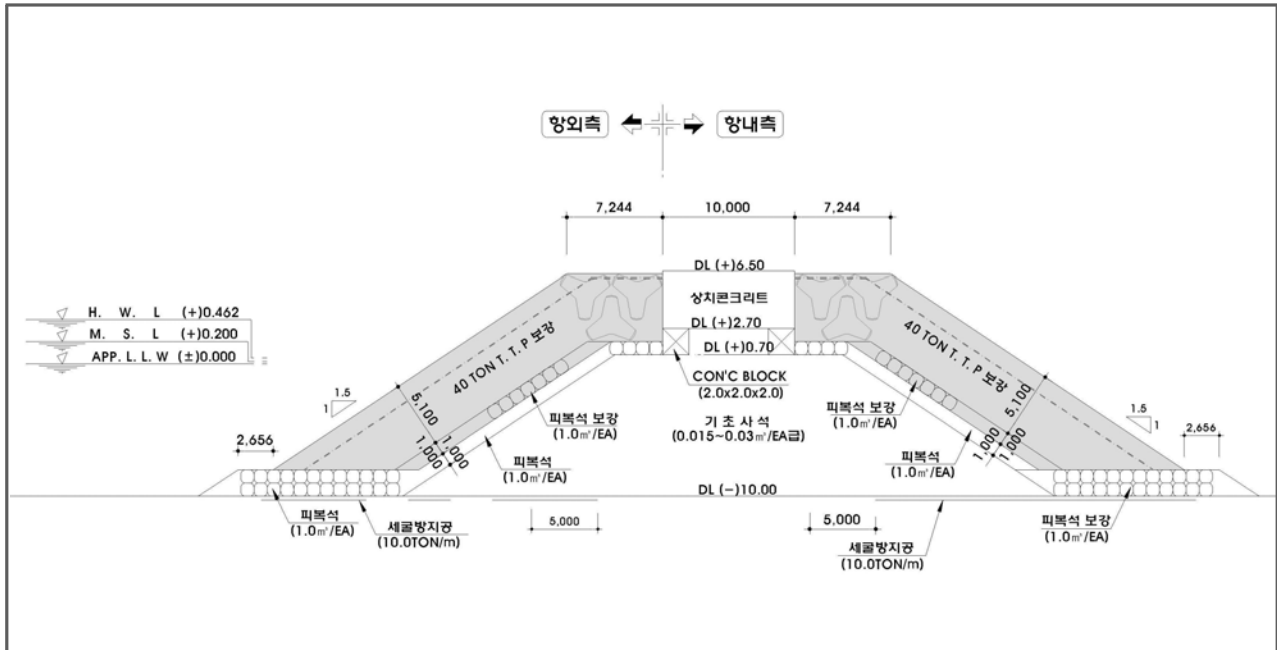 항외측
항내측
7,244
10,000
7,244
DL (+)6.50
상치콘크리트
DL (+)2.70
DL (+)0.70
H. W. L (+)0.462
M. S. L (+)0.200
APP. L. L. W (±)0.000
40 TON T. T. P 보강
40 TON T. T. P 보강
CON'C BLOCK
(2.0x2.0x2.0)
기 초 사 석
(0.015~0.03㎥/EA급)
1.5
1
5,100
1,000
1,000
피복석 보강
(1.0㎥/EA)
피복석
(1.0㎥/EA)
피복석 보강
(1.0㎥/EA)
피복석
(1.0㎥/EA)
5,100
1,000
1,000
1.5
1
2,656
2,656
DL (−)10.00
피복석
(1.0㎥/EA)
세굴방지공
(10.0TON/m)
5,000
5,000
세굴방지공
(10.0TON/m)
피복석 보강
(1.0㎥/EA)